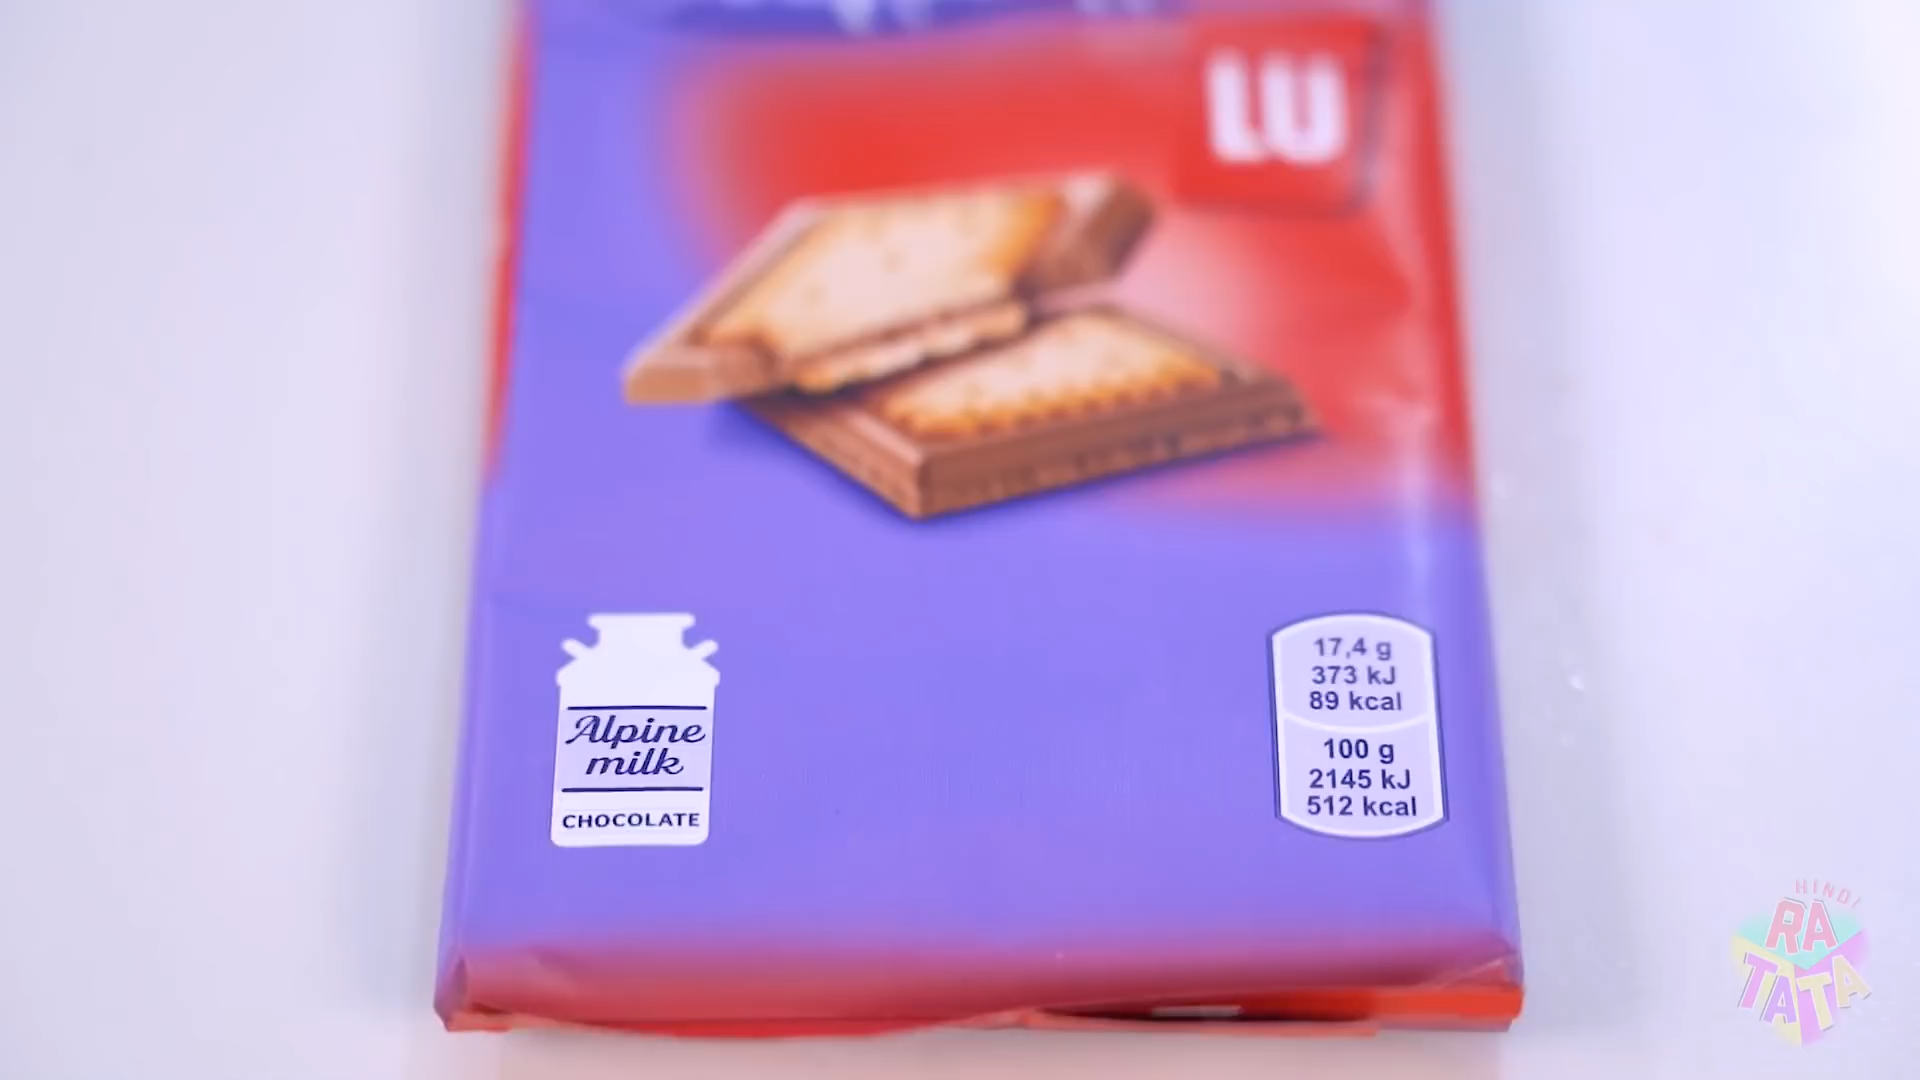 LU
Alpine
milk
CHOCOLATE
17,4 g
373 kJ
89 kcal
100 g
2145 kJ
512 kcal
HINDI
RA
TATA